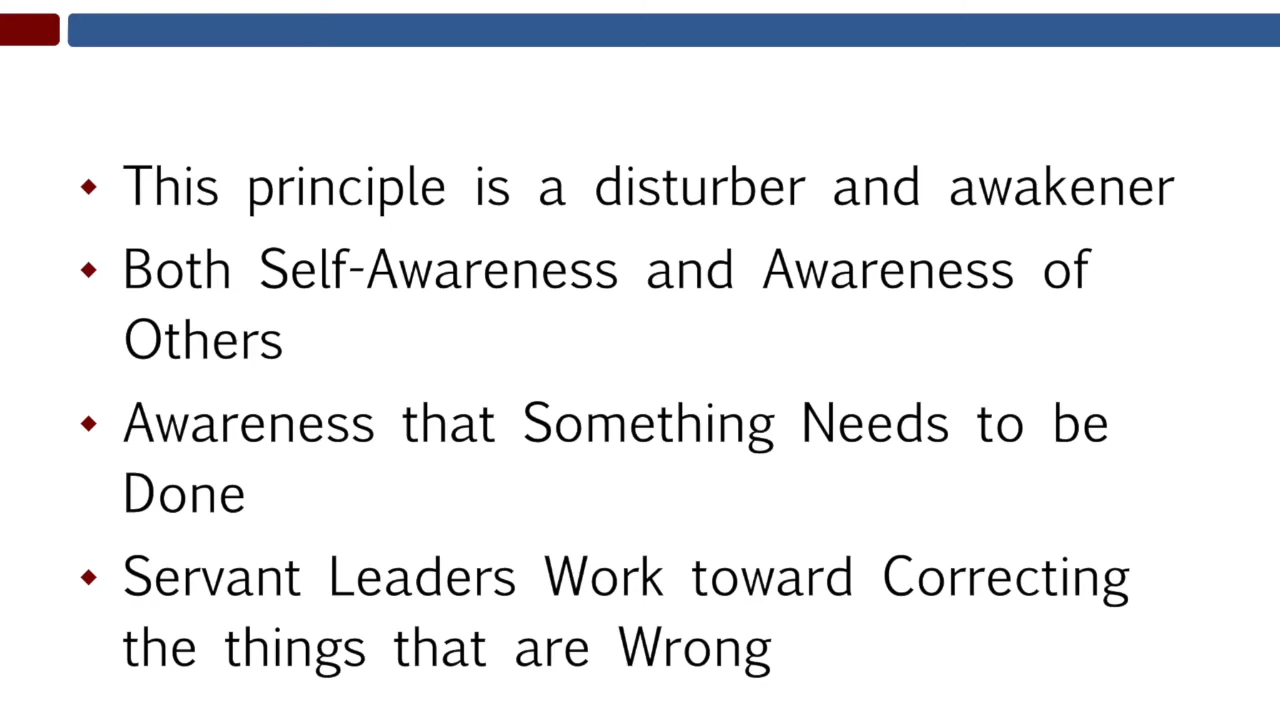 This principle is a disturber and awakener
Both Self-Awareness and Awareness of
Others
Awareness that Something Needs to be
Done
Servant Leaders Work toward Correcting
the things that are Wrong